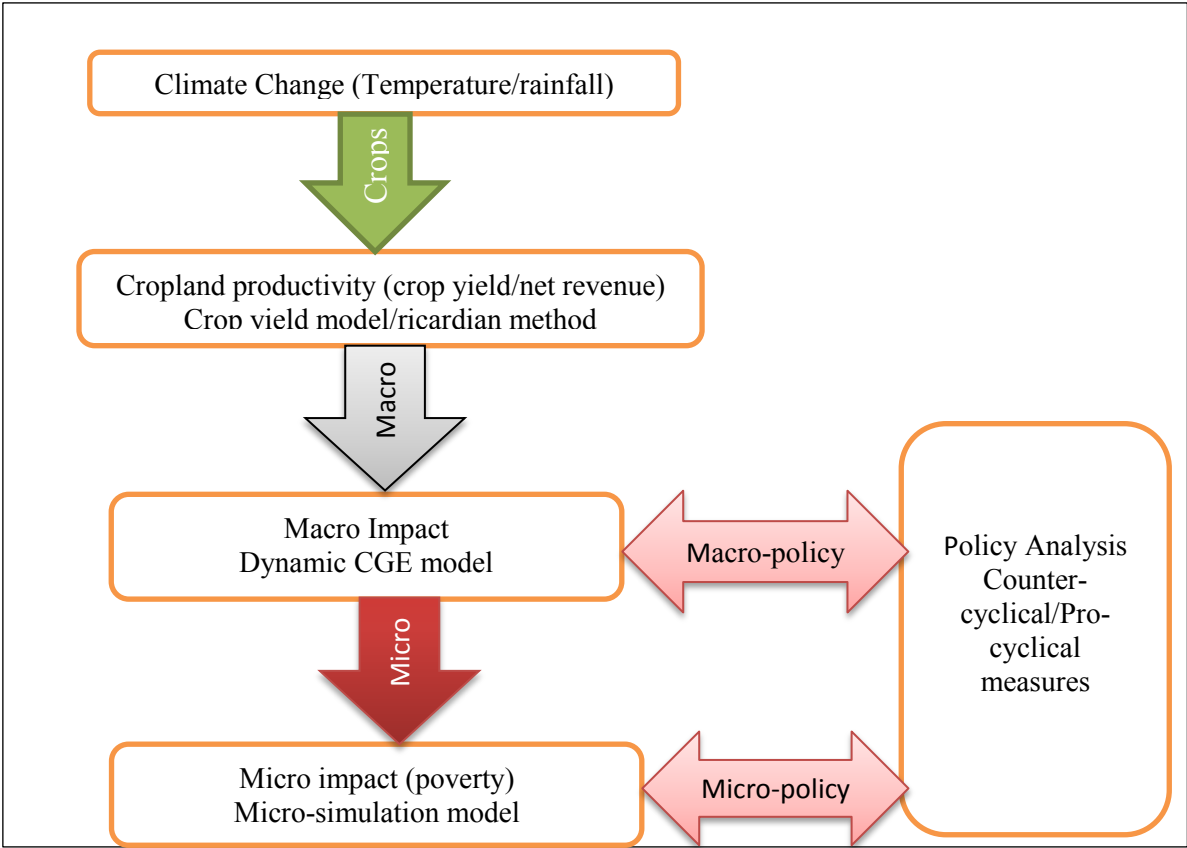 Climate Change (Temperature/rainfall)
Crops
Cropland productivity (crop yield/net revenue)
Crop yield model/ricardian method
Macro
Macro Impact
Dynamic CGE model
Macro-policy
Policy Analysis
Counter-
cyclical/Pro-
cyclical
measures
Micro
Micro impact (poverty)
Micro-simulation model
Micro-policy